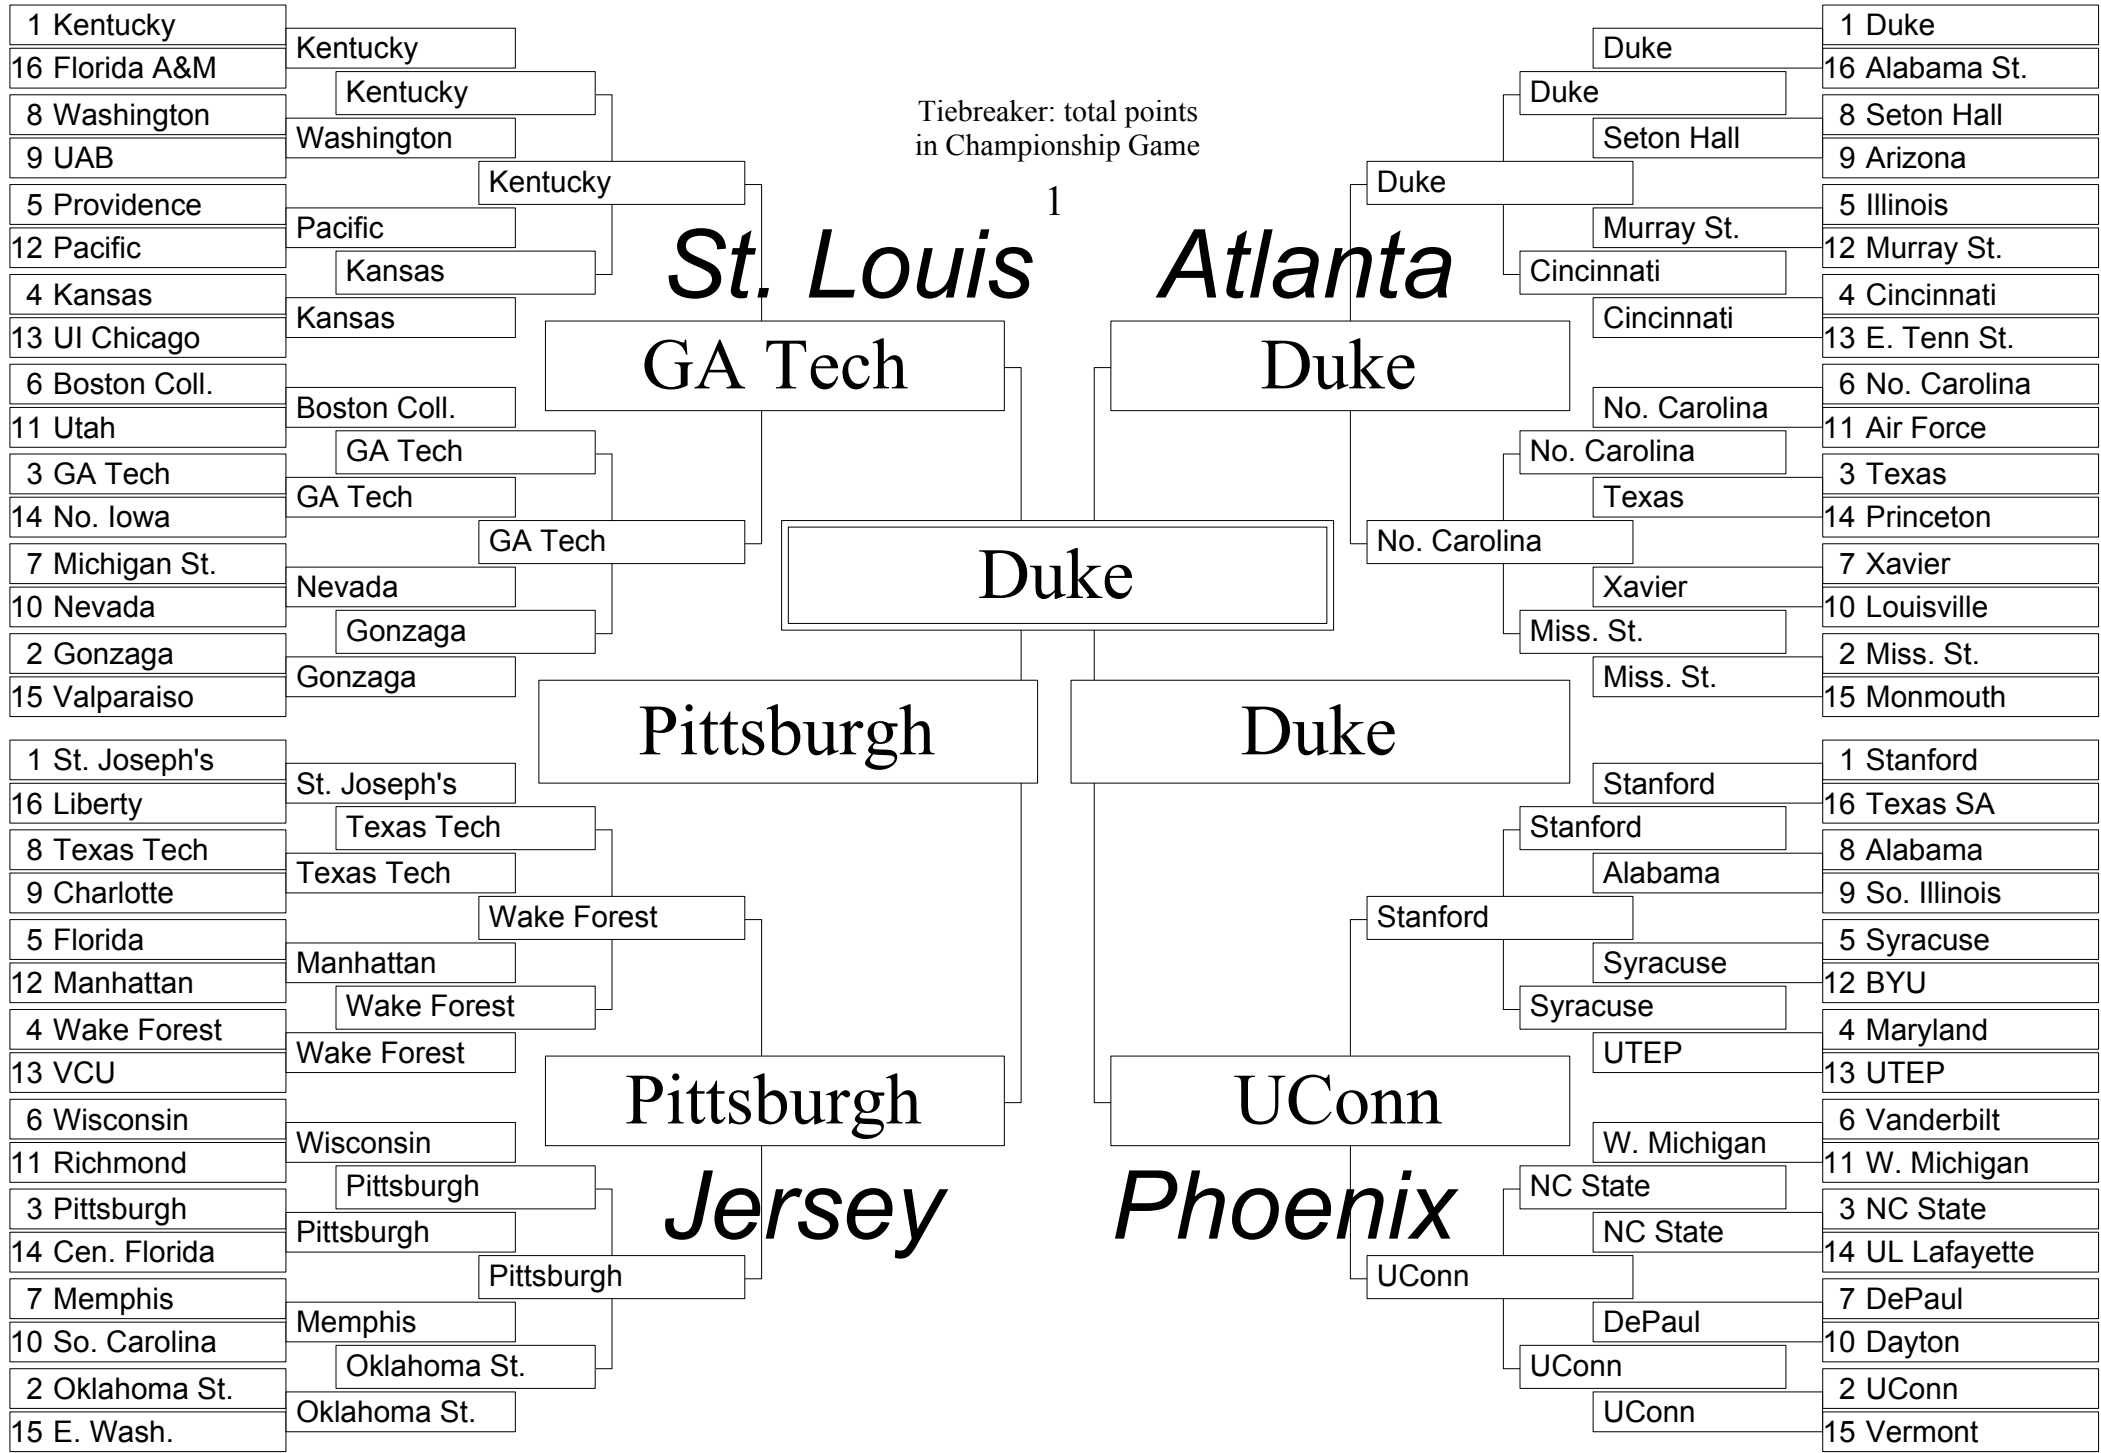 1 Kentucky
16 Florida A&M
8 Washington
9 UAB
5 Providence
12 Pacific
4 Kansas
13 UI Chicago
6 Boston Coll.
11 Utah
3 GA Tech
14 No. Iowa
7 Michigan St.
10 Nevada
2 Gonzaga
15 Valparaiso
Kentucky
Washington
Pacific
Kansas
Boston Coll.
GA Tech
Nevada
Gonzaga
Kentucky
Kansas
GA Tech
Gonzaga
Kentucky
GA Tech
St. Louis
GA Tech
1 St. Joseph's
16 Liberty
8 Texas Tech
9 Charlotte
5 Florida
12 Manhattan
4 Wake Forest
13 VCU
6 Wisconsin
11 Richmond
3 Pittsburgh
14 Cen. Florida
7 Memphis
10 So. Carolina
2 Oklahoma St.
15 E. Wash.
St. Joseph's
Texas Tech
Manhattan
Wake Forest
Wisconsin
Pittsburgh
Memphis
Oklahoma St.
Texas Tech
Wake Forest
Pittsburgh
Oklahoma St.
Wake Forest
Pittsburgh
Pittsburgh
Jersey
Pittsburgh
Tiebreaker: total points
in Championship Game
1
Duke
Duke
Atlanta
Duke
Duke
No. Carolina
Duke
Cincinnati
No. Carolina
Miss. St.
Duke
Seton Hall
Murray St.
Cincinnati
No. Carolina
Texas
Xavier
Miss. St.
1 Duke
16 Alabama St.
8 Seton Hall
9 Arizona
5 Illinois
12 Murray St.
4 Cincinnati
13 E. Tenn St.
6 No. Carolina
11 Air Force
3 Texas
14 Princeton
7 Xavier
10 Louisville
2 Miss. St.
15 Monmouth
UConn
Phoenix
Stanford
UConn
Stanford
Syracuse
NC State
UConn
Stanford
Alabama
Syracuse
UTEP
W. Michigan
NC State
DePaul
UConn
1 Stanford
16 Texas SA
8 Alabama
9 So. Illinois
5 Syracuse
12 BYU
4 Maryland
13 UTEP
6 Vanderbilt
11 W. Michigan
3 NC State
14 UL Lafayette
7 DePaul
10 Dayton
2 UConn
15 Vermont